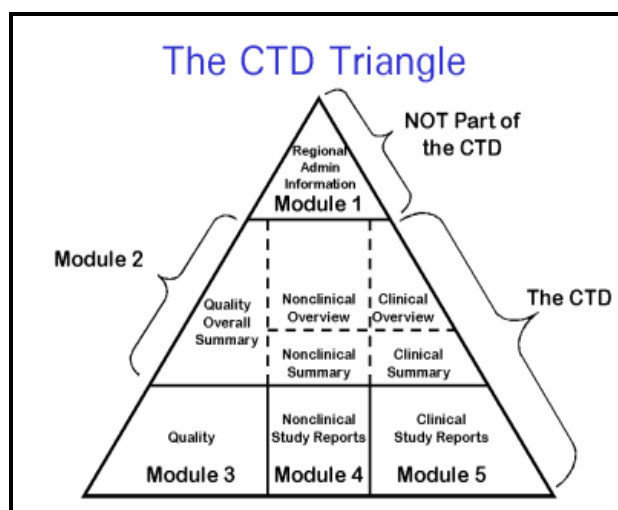 The CTD Triangle
NOT Part of
the CTD
Regional
Admin
Information
Module 1
Module 2
The CTD
Quality
Overall
Summary
Nonclinical
Overview
Clinical
Overview
Nonclinical
Summary
Clinical
Summary
Quality
Module 3
Nonclinical
Study Reports
Module 4
Clinical
Study Reports
Module 5